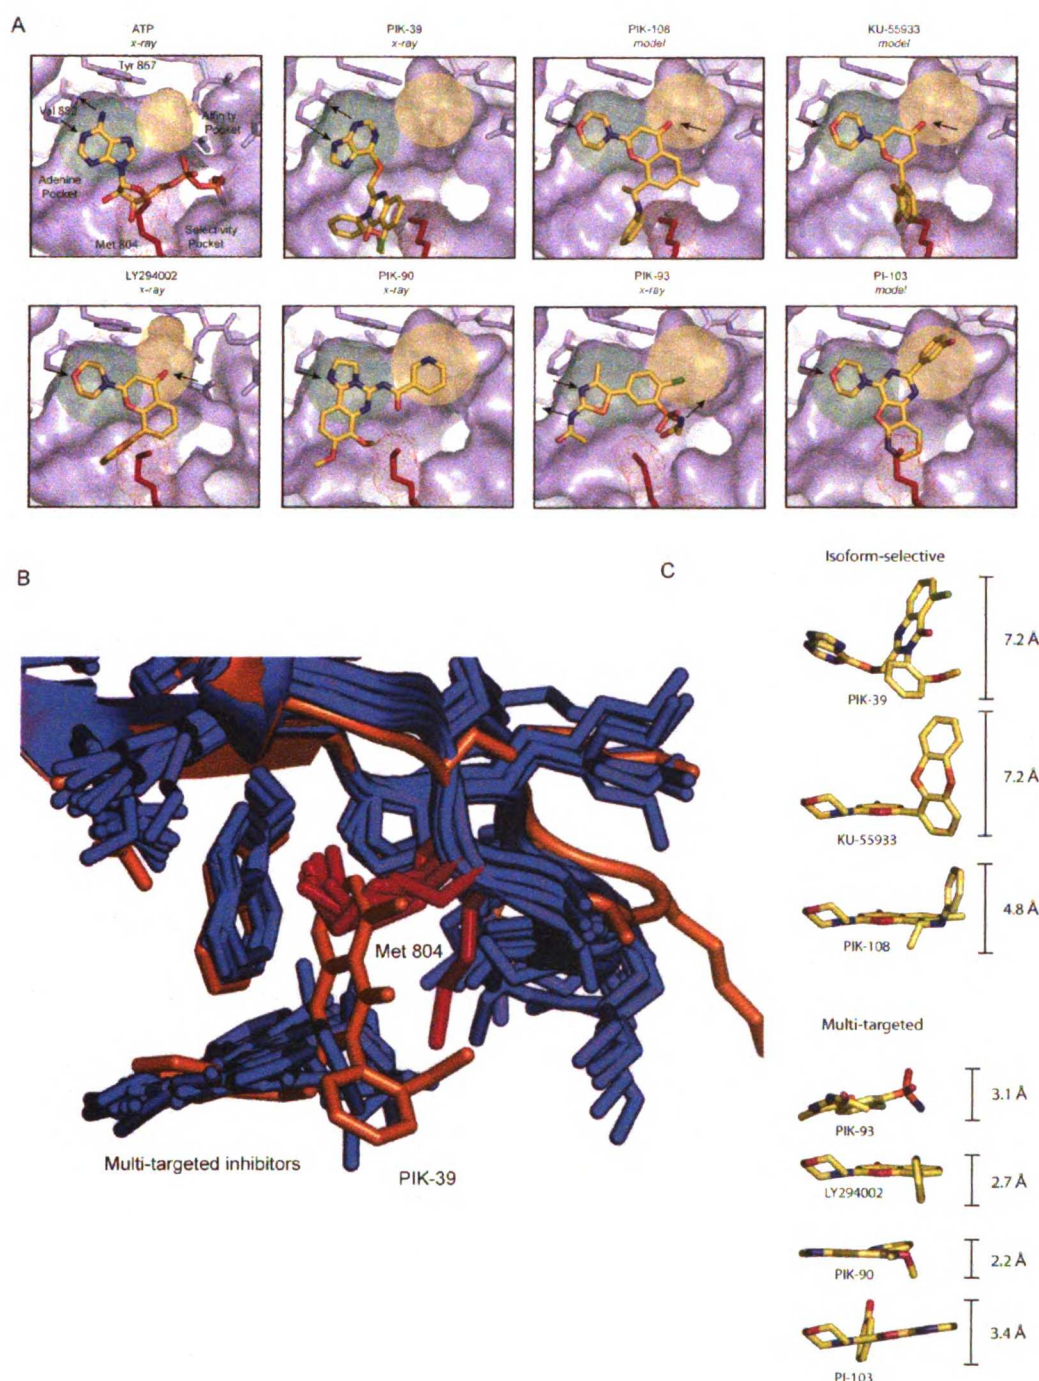 A
ATP
x-ray
PIK-39
x-ray
PIK-108
model
KU-55933
model
Tyr 867
Val 882
Affinity
Pocket
Adenine
Pocket
Met 804
Selectivity
Pocket
LY294002
x-ray
PIK-90
x-ray
PIK-93
x-ray
PI-103
model
B
Met 804
Multi-targeted inhibitors
PIK-39
C
Isoform-selective
7.2 Å
PIK-39
7.2 Å
KU-55933
4.8 Å
PIK-108
Multi-targeted
3.1 Å
PIK-93
2.7 Å
LY294002
2.2 Å
PIK-90
3.4 Å
PI-103